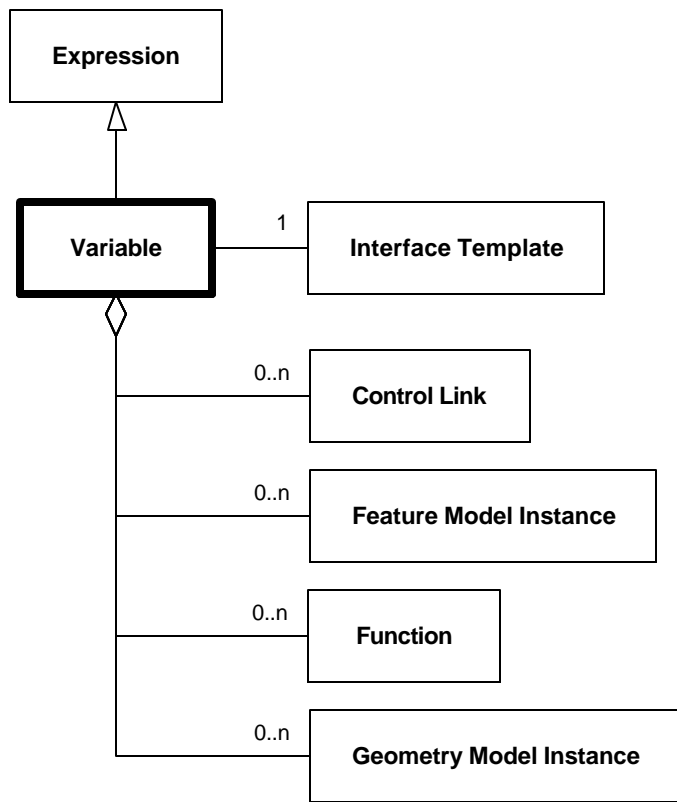 Expression
Variable
1
Interface Template
0..n
Control Link
0..n
Feature Model Instance
0..n
Function
0..n
Geometry Model Instance